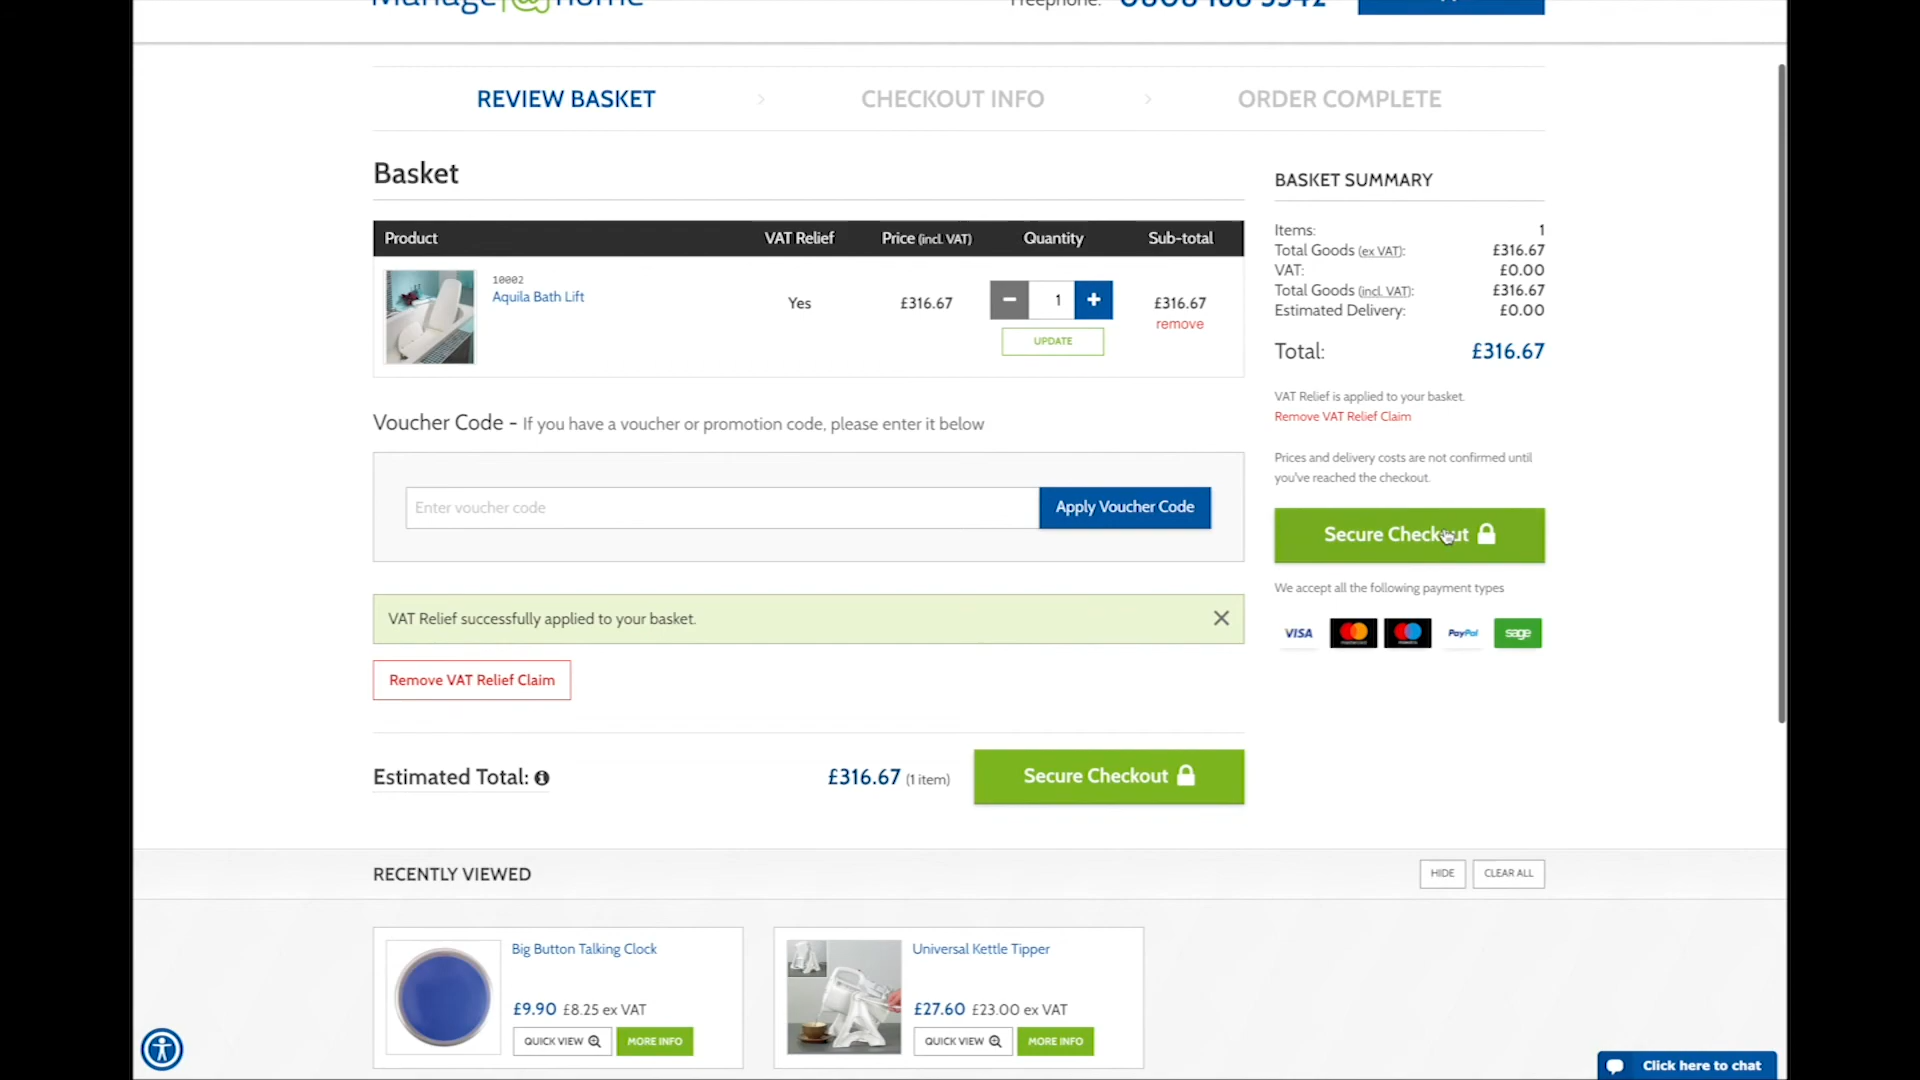 REVIEW BASKET > CHECKOUT INFO > ORDER COMPLETE
Basket
Product VAT Relief Price (incl. VAT) Quantity Sub-total
10002
Aquila Bath Lift
Yes £316.67 − 1 + £316.67
remove
UPDATE
Voucher Code - If you have a voucher or promotion code, please enter it below
Enter voucher code Apply Voucher Code
VAT Relief successfully applied to your basket.
Remove VAT Relief Claim
Estimated Total: £316.67 (1 item) Secure Checkout
BASKET SUMMARY
Items: 1
Total Goods (ex VAT): £316.67
VAT: £0.00
Total Goods (incl. VAT): £316.67
Estimated Delivery: £0.00
Total: £316.67
VAT Relief is applied to your basket.
Remove VAT Relief Claim
Prices and delivery costs are not confirmed until
you've reached the checkout.
Secure Checkout
We accept all the following payment types
VISA mastercard maestro PayPal sage
RECENTLY VIEWED HIDE CLEAR ALL
Big Button Talking Clock
£9.90 £8.25 ex VAT
QUICK VIEW MORE INFO
Universal Kettle Tipper
£27.60 £23.00 ex VAT
QUICK VIEW MORE INFO
Click here to chat